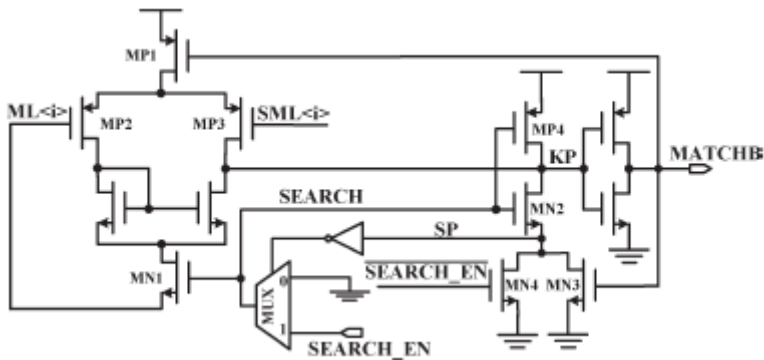 MP1
ML<i>
MP2
MP3
SML<i>
MP4
KP
MATCHB
SEARCH
MN2
SP
MN1
MUX
0
1
SEARCH_EN
MN4
MN3
SEARCH_EN